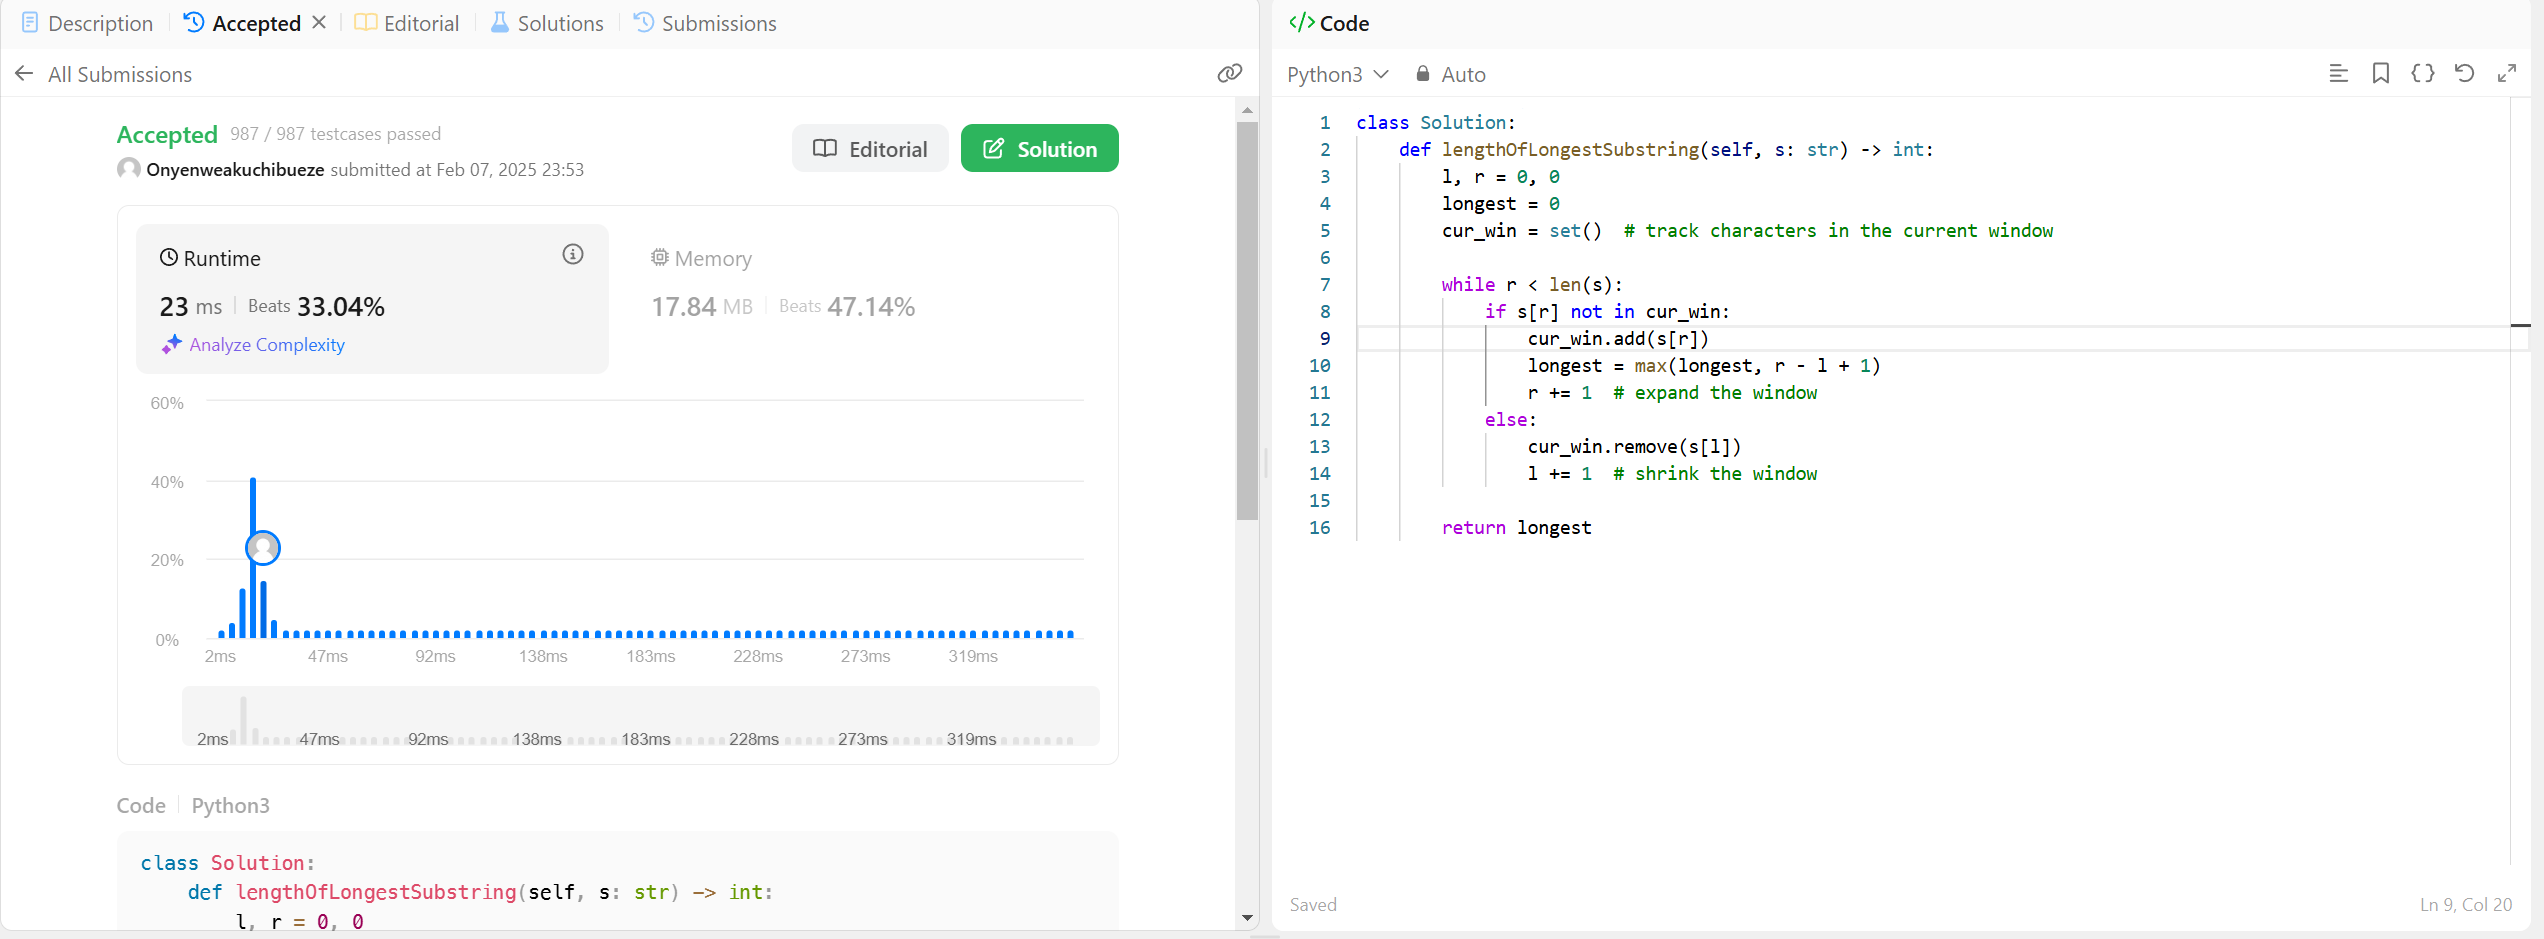 Description Accepted Editorial Solutions Submissions
All Submissions
Accepted 987 / 987 testcases passed
Onyenweakuchibueze submitted at Feb 07, 2025 23:53
Editorial Solution
Runtime
23 ms Beats 33.04%
Analyze Complexity
Memory
17.84 MB Beats 47.14%
60%
40%
20%
0%
2ms 47ms 92ms 138ms 183ms 228ms 273ms 319ms
2ms 47ms 92ms 138ms 183ms 228ms 273ms 319ms
Code Python3
class Solution:
    def lengthOfLongestSubstring(self, s: str) -> int:
        l, r = 0, 0
</> Code
Python3 Auto
1 class Solution:
2     def lengthOfLongestSubstring(self, s: str) -> int:
3         l, r = 0, 0
4         longest = 0
5         cur_win = set()  # track characters in the current window
6
7         while r < len(s):
8             if s[r] not in cur_win:
9                 cur_win.add(s[r])
10                 longest = max(longest, r - l + 1)
11                 r += 1  # expand the window
12             else:
13                 cur_win.remove(s[l])
14                 l += 1  # shrink the window
15
16         return longest
Saved Ln 9, Col 20